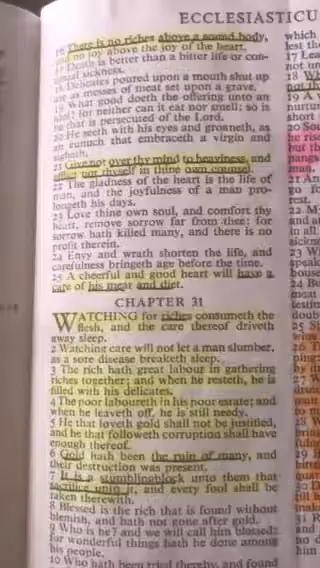 ECCLESIASTICU
16 There is no riches above a sound body,
and no joy above the joy of the heart.
17 Death is better than a bitter life or con-
tinual sickness.
18 Delicates poured upon a mouth shut up
are as messes of meat set upon a grave.
19 What good doeth the offering unto an
idol? for neither can it eat nor smell: so is
he that is persecuted of the Lord.
20 He seeth with his eyes and groaneth, as
an eunuch that embraceth a virgin and
sigheth.
21 Give not over thy mind to heaviness, and
afflict not thyself in thine own counsel.
22 The gladness of the heart is the life of
man, and the joyfulness of a man pro-
longeth his days.
23 Love thine own soul, and comfort thy
heart, remove sorrow far from thee: for
sorrow hath killed many, and there is no
profit therein.
24 Envy and wrath shorten the life, and
carefulness bringeth age before the time.
25 A cheerful and good heart will have a
care of his meat and diet.
CHAPTER 31
WATCHING for riches consumeth the
flesh, and the care thereof driveth
away sleep.
2 Watching care will not let a man slumber,
as a sore disease breaketh sleep.
3 The rich hath great labour in gathering
riches together; and when he resteth, he is
filled with his delicates.
4 The poor laboureth in his poor estate; and
when he leaveth off, he is still needy.
5 He that loveth gold shall not be justified,
and he that followeth corruption shall have
enough thereof.
6 Gold hath been the ruin of many, and
their destruction was present.
7 It is a stumblingblock unto them that
sacrifice unto it, and every fool shall be
taken therewith.
8 Blessed is the rich that is found without
blemish, and hath not gone after gold.
9 Who is he? and we will call him blessed:
for wonderful things hath he done among
his people.
10 Who hath been tried thereby, and found